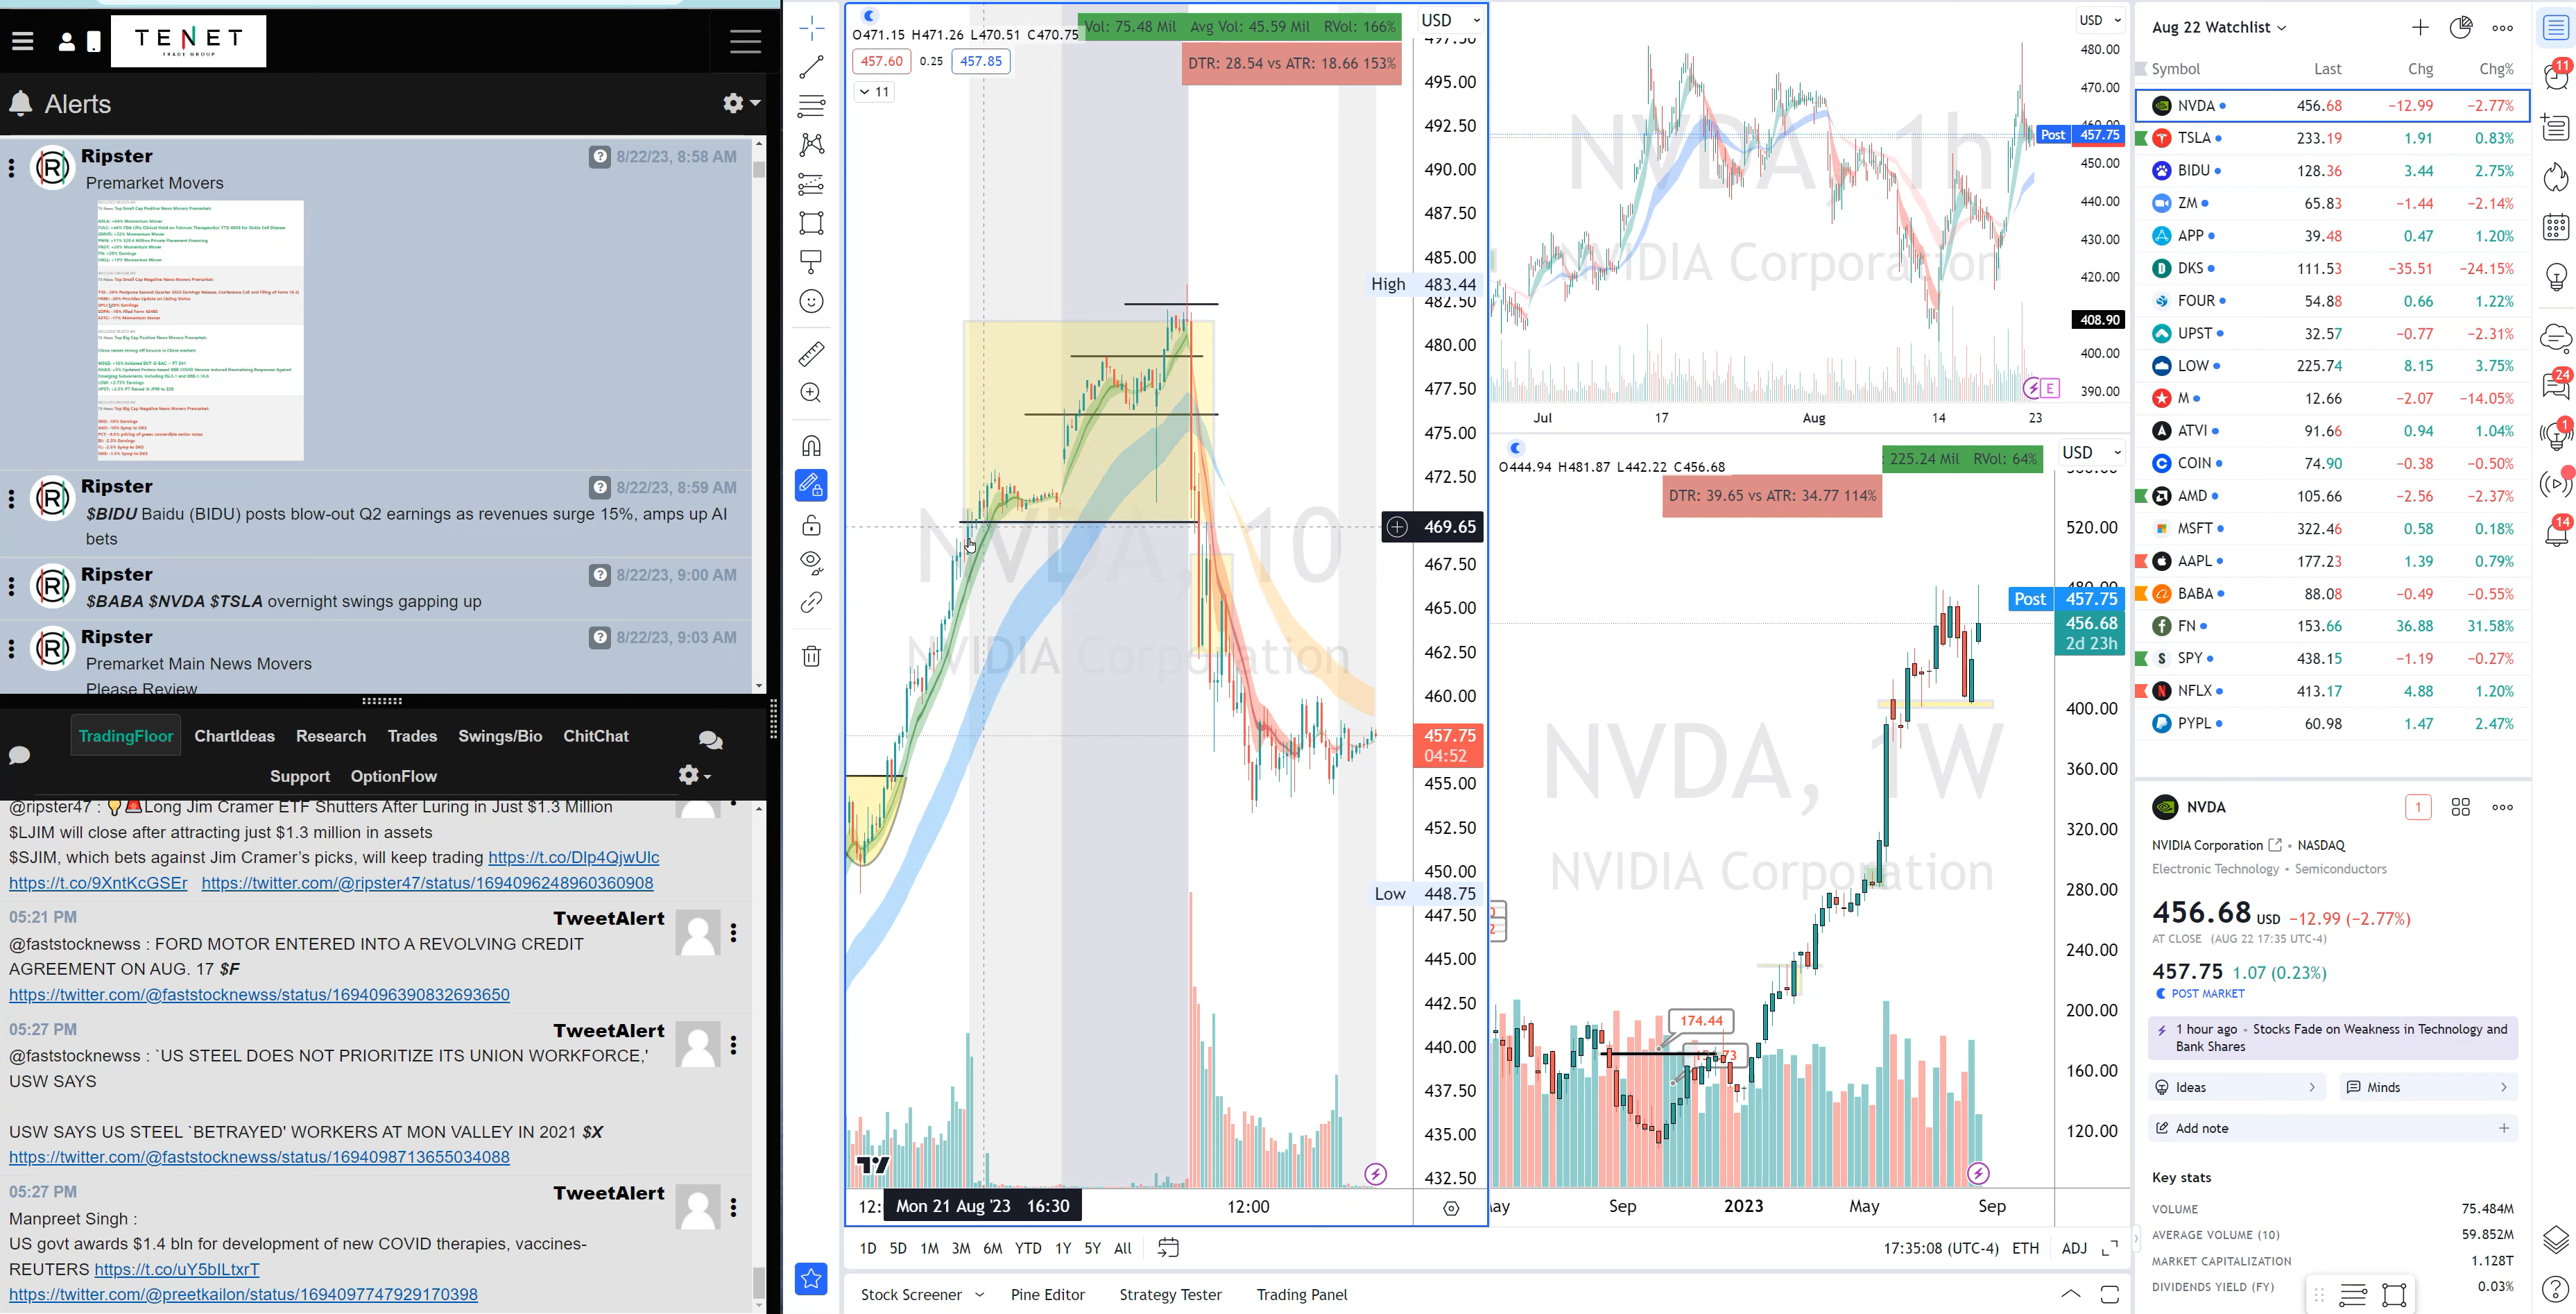 TENET
TRADE GROUP
Alerts
Ripster
8/22/23, 8:58 AM
Premarket Movers
Ripster
8/22/23, 8:59 AM
$BIDU Baidu (BIDU) posts blow-out Q2 earnings as revenues surge 15%, amps up AI
bets
Ripster
8/22/23, 9:00 AM
$BABA $NVDA $TSLA overnight swings gapping up
Ripster
8/22/23, 9:03 AM
Premarket Main News Movers
Please Review
TradingFloor ChartIdeas Research Trades Swings/Bio ChitChat
Support OptionFlow
@ripster47 : Long Jim Cramer ETF Shutters After Luring in Just $1.3 Million
$LJIM will close after attracting just $1.3 million in assets
$SJIM, which bets against Jim Cramer's picks, will keep trading https://t.co/Dlp4QjwUlc
https://t.co/9XntKcGSEr https://twitter.com/@ripster47/status/1694096248960360908
05:21 PM
TweetAlert
@faststocknewss : FORD MOTOR ENTERED INTO A REVOLVING CREDIT
AGREEMENT ON AUG. 17 $F
https://twitter.com/@faststocknewss/status/1694096390832693650
05:27 PM
TweetAlert
@faststocknewss : `US STEEL DOES NOT PRIORITIZE ITS UNION WORKFORCE,'
USW SAYS
USW SAYS US STEEL `BETRAYED' WORKERS AT MON VALLEY IN 2021 $X
https://twitter.com/@faststocknewss/status/1694098713655034088
05:27 PM
TweetAlert
Manpreet Singh :
US govt awards $1.4 bln for development of new COVID therapies, vaccines-
REUTERS https://t.co/uY5bILtxrT
https://twitter.com/@preetkailon/status/1694097747929170398
O471.15 H471.26 L470.51 C470.75
Vol: 75.48 Mil Avg Vol: 45.59 Mil RVol: 166%
USD
457.60 0.25 457.85
DTR: 28.54 vs ATR: 18.66 153%
11
NVDA, 10
NVIDIA Corporation
497.50
495.00
492.50
490.00
487.50
485.00
High 483.44
482.50
480.00
477.50
475.00
472.50
469.65
467.50
465.00
462.50
460.00
457.75
04:52
455.00
452.50
450.00
Low 448.75
447.50
445.00
442.50
440.00
437.50
435.00
432.50
12:
Mon 21 Aug '23 16:30
12:00
NVDA, 1h
NVIDIA Corporation
USD
480.00
470.00
460.00
Post 457.75
450.00
440.00
430.00
420.00
408.90
400.00
390.00
E
Jul 17 Aug 14 23
O444.94 H481.87 L442.22 C456.68
: 225.24 Mil RVol: 64%
USD
DTR: 39.65 vs ATR: 34.77 114%
NVDA, 1W
NVIDIA Corporation
520.00
480.00
Post 457.75
456.68
2d 23h
400.00
360.00
320.00
280.00
240.00
200.00
160.00
120.00
174.44
Sep 2023 May Sep
1D 5D 1M 3M 6M YTD 1Y 5Y All
17:35:08 (UTC-4) ETH ADJ
Stock Screener Pine Editor Strategy Tester Trading Panel
Aug 22 Watchlist
Symbol Last Chg Chg%
NVDA 456.68 −12.99 −2.77%
TSLA 233.19 1.91 0.83%
BIDU 128.36 3.44 2.75%
ZM 65.83 −1.44 −2.14%
APP 39.48 0.47 1.20%
DKS 111.53 −35.51 −24.15%
FOUR 54.88 0.66 1.22%
UPST 32.57 −0.77 −2.31%
LOW 225.74 8.15 3.75%
M 12.66 −2.07 −14.05%
ATVI 91.66 0.94 1.04%
COIN 74.90 −0.38 −0.50%
AMD 105.66 −2.56 −2.37%
MSFT 322.46 0.58 0.18%
AAPL 177.23 1.39 0.79%
BABA 88.08 −0.49 −0.55%
FN 153.66 36.88 31.58%
SPY 438.15 −1.19 −0.27%
NFLX 413.17 4.88 1.20%
PYPL 60.98 1.47 2.47%
NVDA
1
NVIDIA Corporation • NASDAQ
Electronic Technology • Semiconductors
456.68 USD −12.99 (−2.77%)
AT CLOSE (AUG 22 17:35 UTC-4)
457.75 1.07 (0.23%)
POST MARKET
1 hour ago • Stocks Fade on Weakness in Technology and
Bank Shares
Ideas
Minds
Add note
Key stats
VOLUME 75.484M
AVERAGE VOLUME (10) 59.852M
MARKET CAPITALIZATION 1.128T
DIVIDENDS YIELD (FY) 0.03%
11
24
1
14